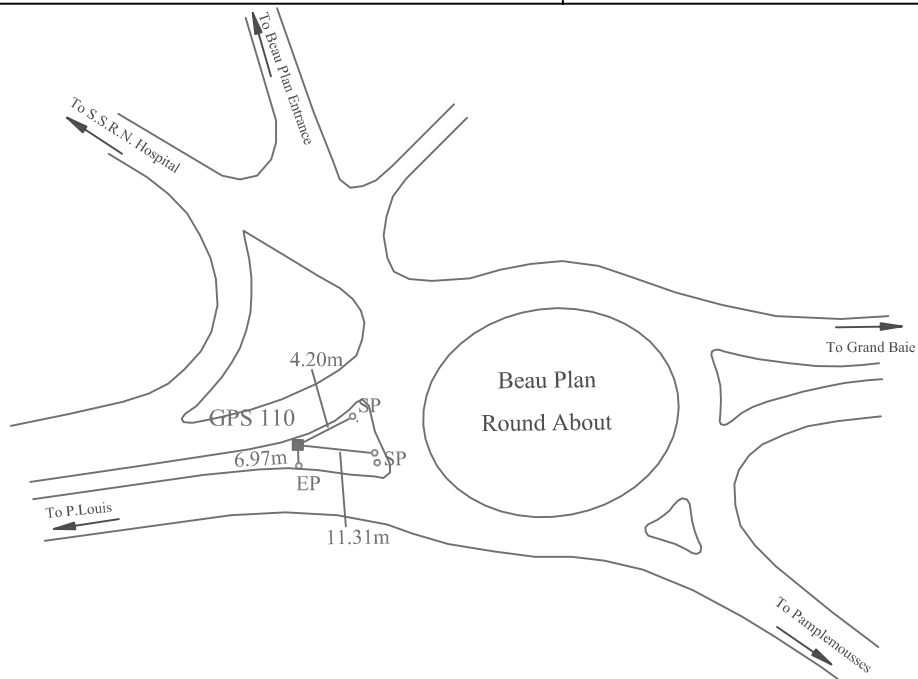 To Beau Plan Entrance
To S.S.R.N. Hospital
To Grand Baie
4.20m
Beau Plan
Round About
SP
GPS 110
6.97m
SP
EP
To P.Louis
11.31m
To Pamplemousses